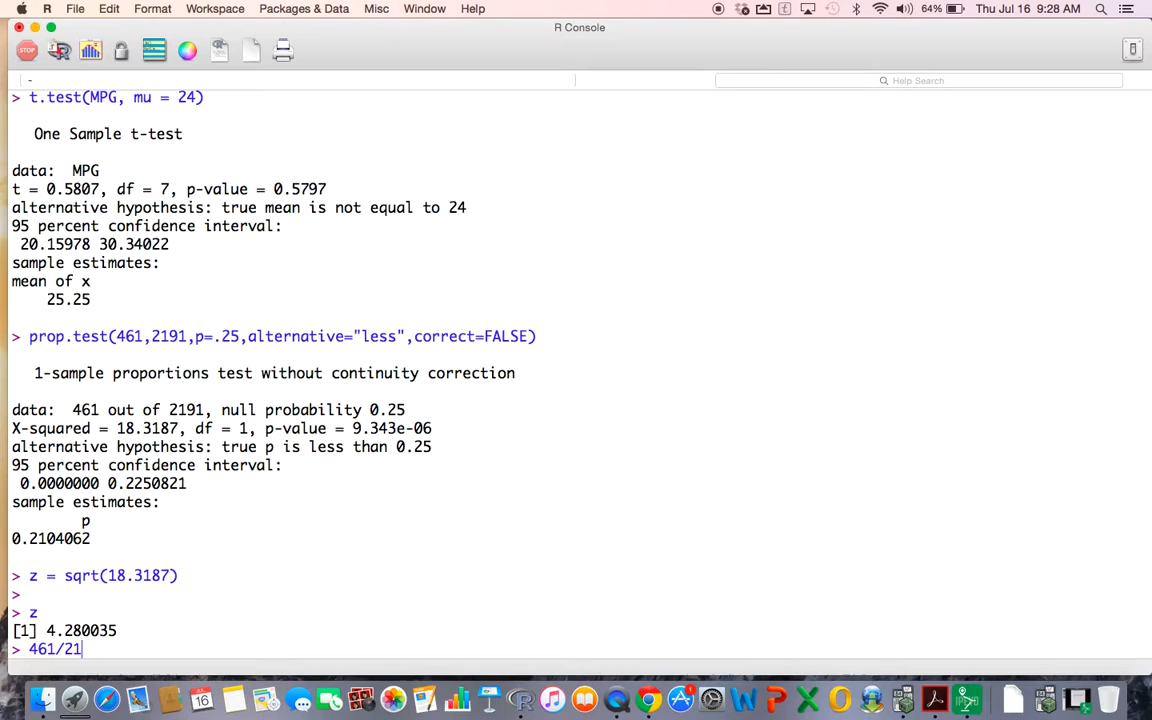 R File Edit Format Workspace Packages & Data Misc Window Help 64% Thu Jul 16 9:28 AM
R Console
STOP
Help Search
> t.test(MPG, mu = 24)
One Sample t-test
data: MPG
t = 0.5807, df = 7, p-value = 0.5797
alternative hypothesis: true mean is not equal to 24
95 percent confidence interval:
20.15978 30.34022
sample estimates:
mean of x
25.25
> prop.test(461,2191,p=.25,alternative="less",correct=FALSE)
1-sample proportions test without continuity correction
data: 461 out of 2191, null probability 0.25
X-squared = 18.3187, df = 1, p-value = 9.343e-06
alternative hypothesis: true p is less than 0.25
95 percent confidence interval:
0.0000000 0.2250821
sample estimates:
p
0.2104062
> z = sqrt(18.3187)
>
> z
[1] 4.280035
> 461/21